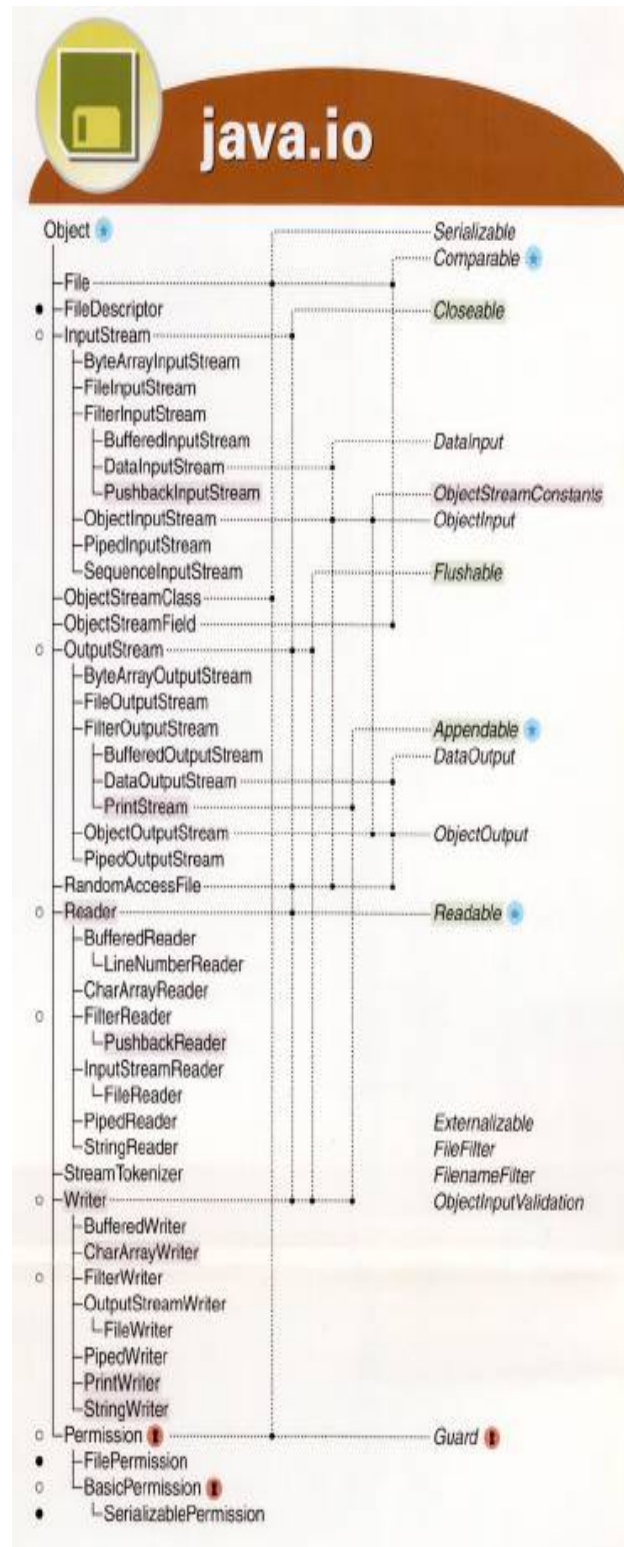 java.io
Object Serializable
Comparable
File
FileDescriptor Closeable
InputStream
ByteArrayInputStream
FileInputStream
FilterInputStream
BufferedInputStream DataInput
DataInputStream
PushbackInputStream ObjectStreamConstants
ObjectInputStream ObjectInput
PipedInputStream
SequenceInputStream Flushable
ObjectStreamClass
ObjectStreamField
OutputStream
ByteArrayOutputStream
FileOutputStream
FilterOutputStream Appendable
BufferedOutputStream DataOutput
DataOutputStream
PrintStream
ObjectOutputStream ObjectOutput
PipedOutputStream
RandomAccessFile
Reader Readable
BufferedReader
LineNumberReader
CharArrayReader
FilterReader
PushbackReader
InputStreamReader
FileReader
PipedReader Externalizable
StringReader FileFilter
StreamTokenizer FilenameFilter
Writer ObjectInputValidation
BufferedWriter
CharArrayWriter
FilterWriter
OutputStreamWriter
FileWriter
PipedWriter
PrintWriter
StringWriter
Permission Guard
FilePermission
BasicPermission
SerializablePermission